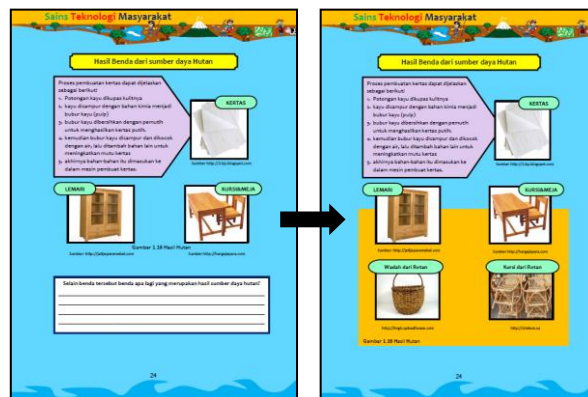 Sains Teknologi Masyarakat
Hasil Benda dari sumber daya Hutan
Proses pembuatan kertas dapat dijelaskan
sebagai berikut:
1. Potongan kayu dikupas kulitnya
2. kayu dicampur dengan bahan kimia menjadi
bubur kayu (pulp)
3. bubur kayu dibersihkan dengan pemutih
untuk menghasilkan kertas putih.
4. kemudian bubur kayu dicampur dan dikocok
dengan air, lalu ditambah bahan lain untuk
meningkatkan mutu kertas
5. akhirnya bahan-bahan itu dimasukan ke
dalam mesin pembuat kertas.
KERTAS
LEMARI
KURSI&MEJA
Gambar 1.38 Hasil Hutan
Selain benda tersebut benda apa lagi yang merupakan hasil sumber daya hutan?
24
Sains Teknologi Masyarakat
Hasil Benda dari sumber daya Hutan
Proses pembuatan kertas dapat dijelaskan
sebagai berikut:
1. Potongan kayu dikupas kulitnya
2. kayu dicampur dengan bahan kimia menjadi
bubur kayu (pulp)
3. bubur kayu dibersihkan dengan pemutih
untuk menghasilkan kertas putih.
4. kemudian bubur kayu dicampur dan dikocok
dengan air, lalu ditambah bahan lain untuk
meningkatkan mutu kertas
5. akhirnya bahan-bahan itu dimasukan ke
dalam mesin pembuat kertas.
KERTAS
LEMARI
KURSI&MEJA
Wadah dari Rotan
Kursi dari Rotan
Gambar 1.38 Hasil Hutan
24